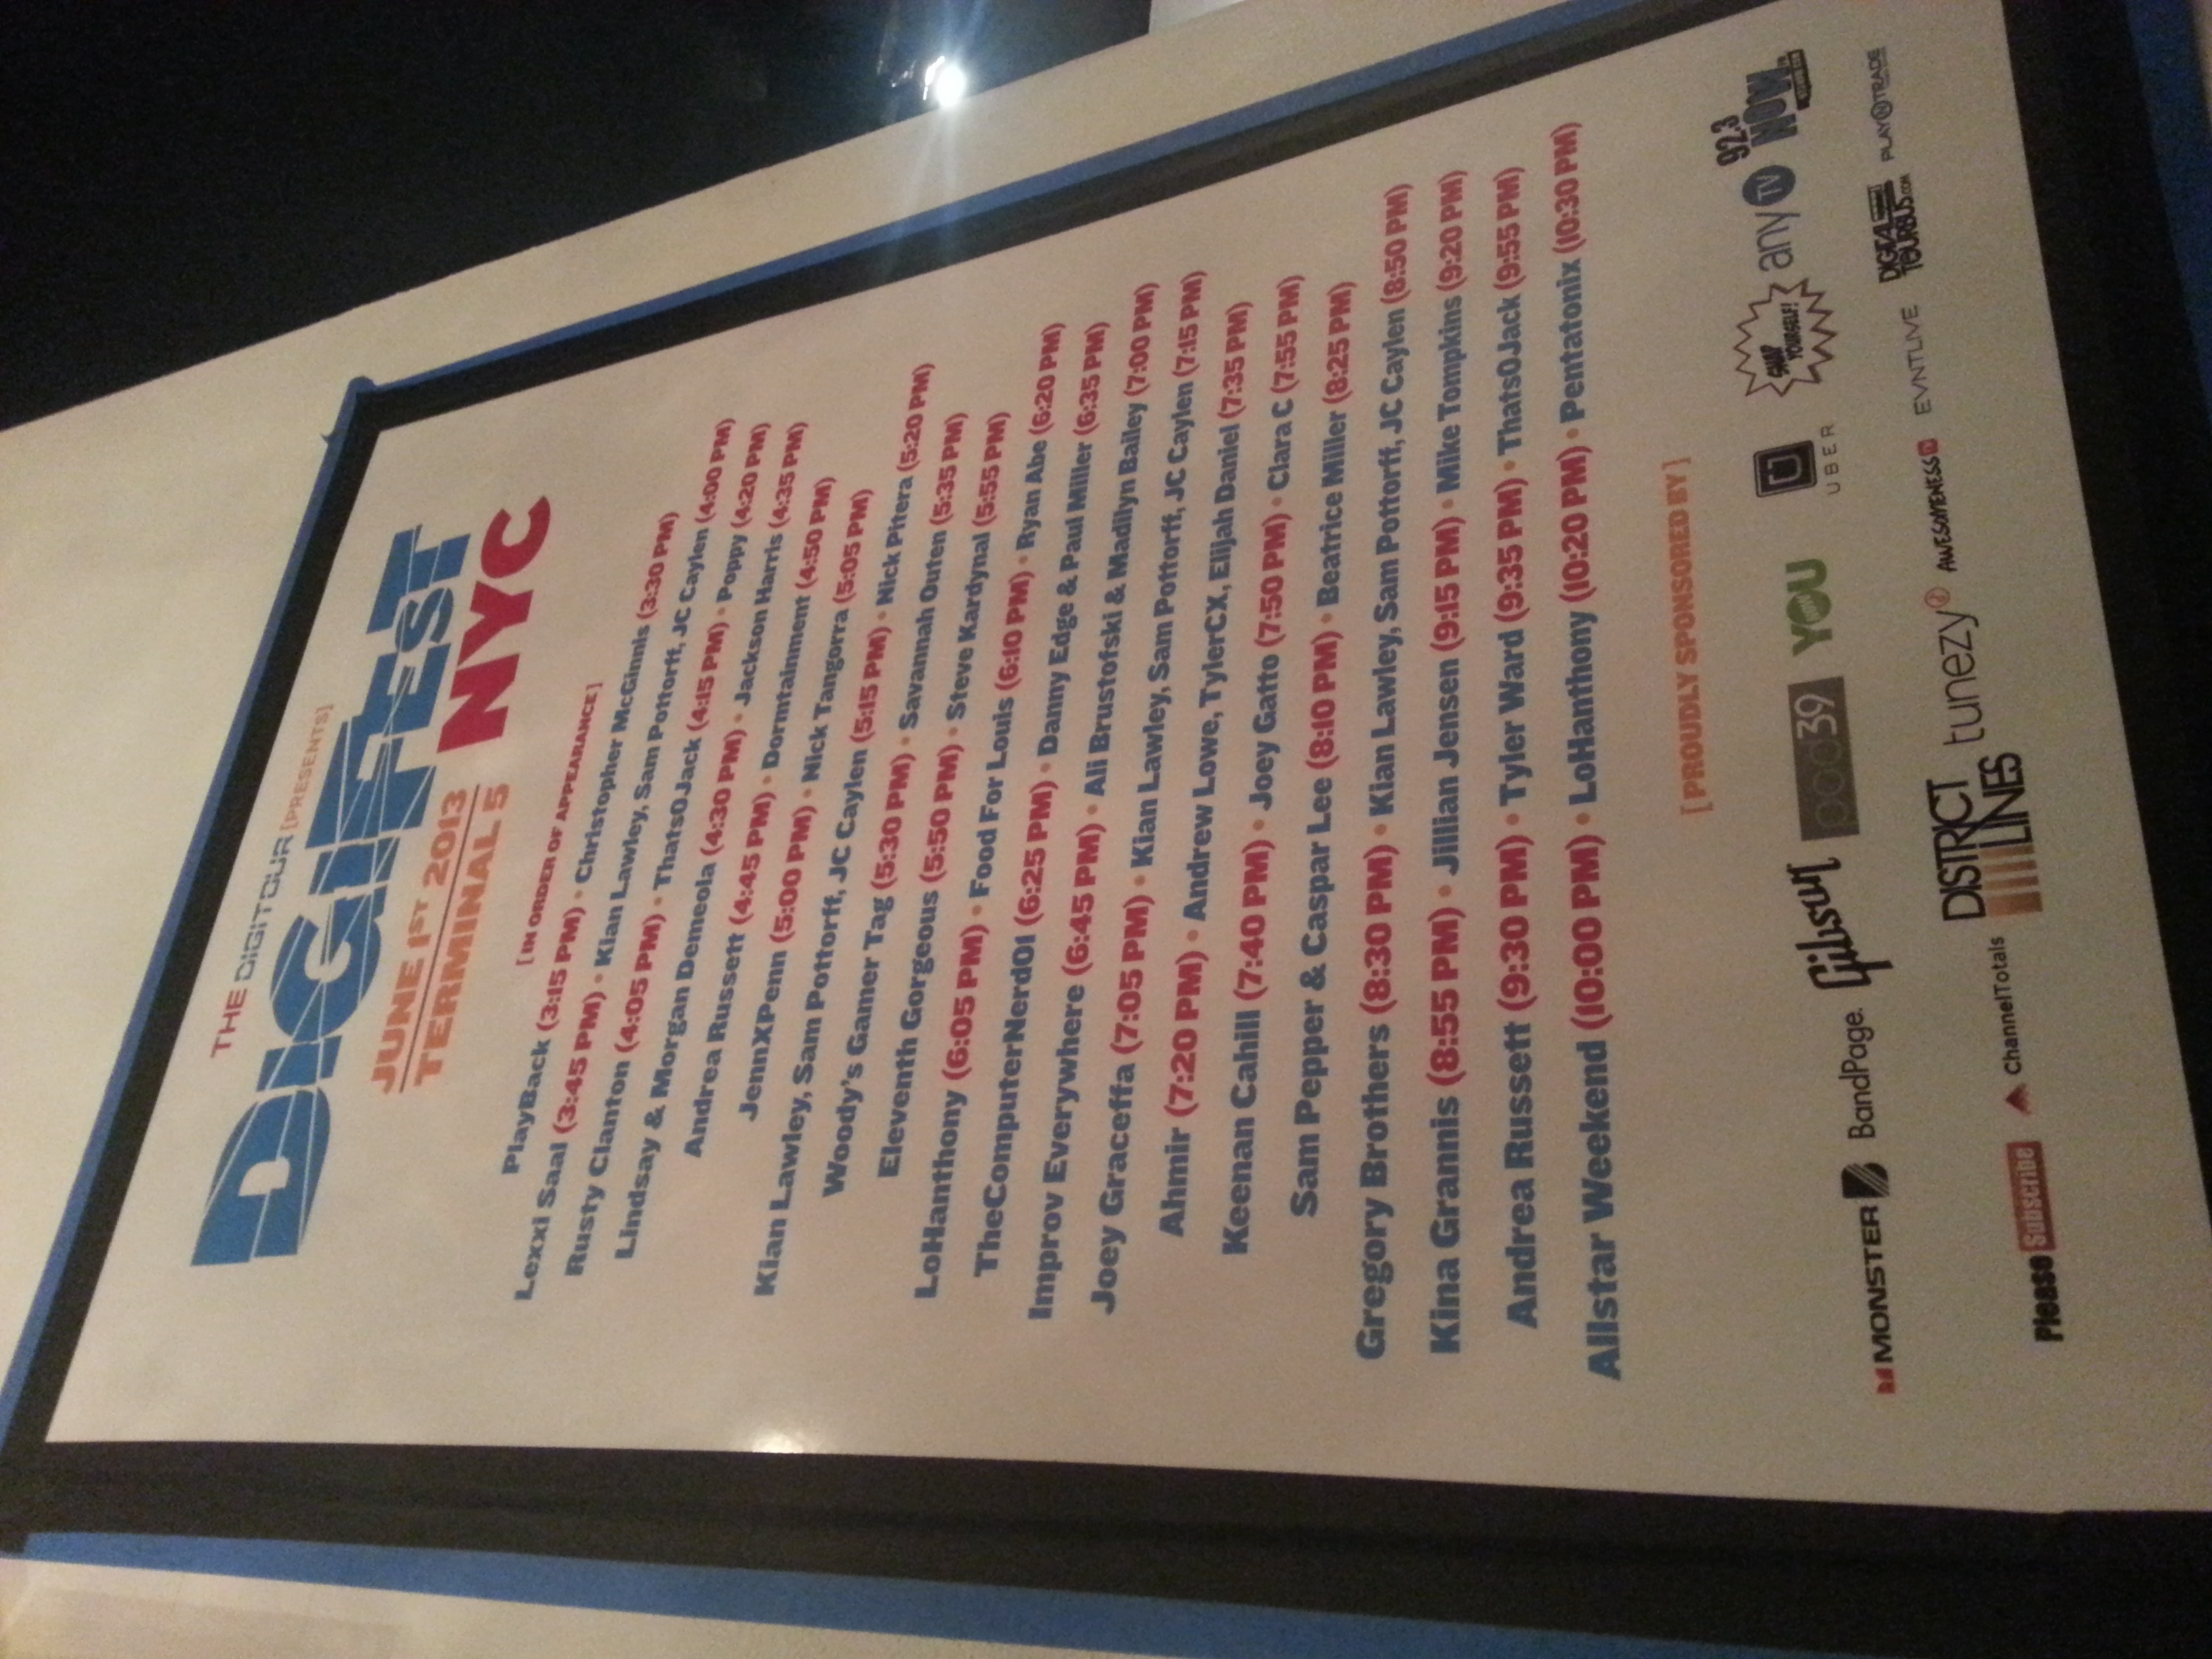 THE DIGITOUR [PRESENTS]
DIGIFEST
NYC
JUNE 1ST 2013
TERMINAL 5
[ IN ORDER OF APPEARANCE ]
PlayBack (3:15 PM) • Christopher McGinnis (3:30 PM)
Lexxi Saal (3:45 PM) • Kian Lawley, Sam Pottorff, JC Caylen (4:00 PM)
Rusty Clanton (4:05 PM) • ThatsOJack (4:15 PM) • Poppy (4:20 PM)
Lindsay & Morgan Demeola (4:30 PM) • Jackson Harris (4:35 PM)
Andrea Russett (4:45 PM) • Dormtainment (4:50 PM)
JennXPenn (5:00 PM) • Nick Tangorra (5:05 PM)
Kian Lawley, Sam Pottorff, JC Caylen (5:15 PM) • Nick Pitera (5:20 PM)
Woody's Gamer Tag (5:30 PM) • Savannah Outen (5:35 PM)
Eleventh Gorgeous (5:50 PM) • Steve Kardynal (5:55 PM)
LoHanthony (6:05 PM) • Food For Louis (6:10 PM) • Ryan Abe (6:20 PM)
TheComputerNerd01 (6:25 PM) • Danny Edge & Paul Miller (6:35 PM)
Improv Everywhere (6:45 PM) • Ali Brustofski & Madilyn Bailey (7:00 PM)
Joey Graceffa (7:05 PM) • Kian Lawley, Sam Pottorff, JC Caylen (7:15 PM)
Ahmir (7:20 PM) • Andrew Lowe, TylerCX, Elijah Daniel (7:35 PM)
Keenan Cahill (7:40 PM) • Joey Gatto (7:50 PM) • Clara C (7:55 PM)
Sam Pepper & Caspar Lee (8:10 PM) • Beatrice Miller (8:25 PM)
Gregory Brothers (8:30 PM) • Kian Lawley, Sam Pottorff, JC Caylen (8:50 PM)
Kina Grannis (8:55 PM) • Jillian Jensen (9:15 PM) • Mike Tompkins (9:20 PM)
Andrea Russett (9:30 PM) • Tyler Ward (9:35 PM) • ThatsOJack (9:55 PM)
Allstar Weekend (10:00 PM) • LoHanthony (10:20 PM) • Pentatonix (10:30 PM)
[ PROUDLY SPONSORED BY ]
MONSTER BandPage. Gibson pod39 YOU UBER SNAP YOURSELF! any TV 92.3 NOW
Please Subscribe ChannelTotals DISTRICT LINES tunezy AWESOMENESS TV EVNTLIVE DIGITAL TOURBUS.COM PLAY N TRADE